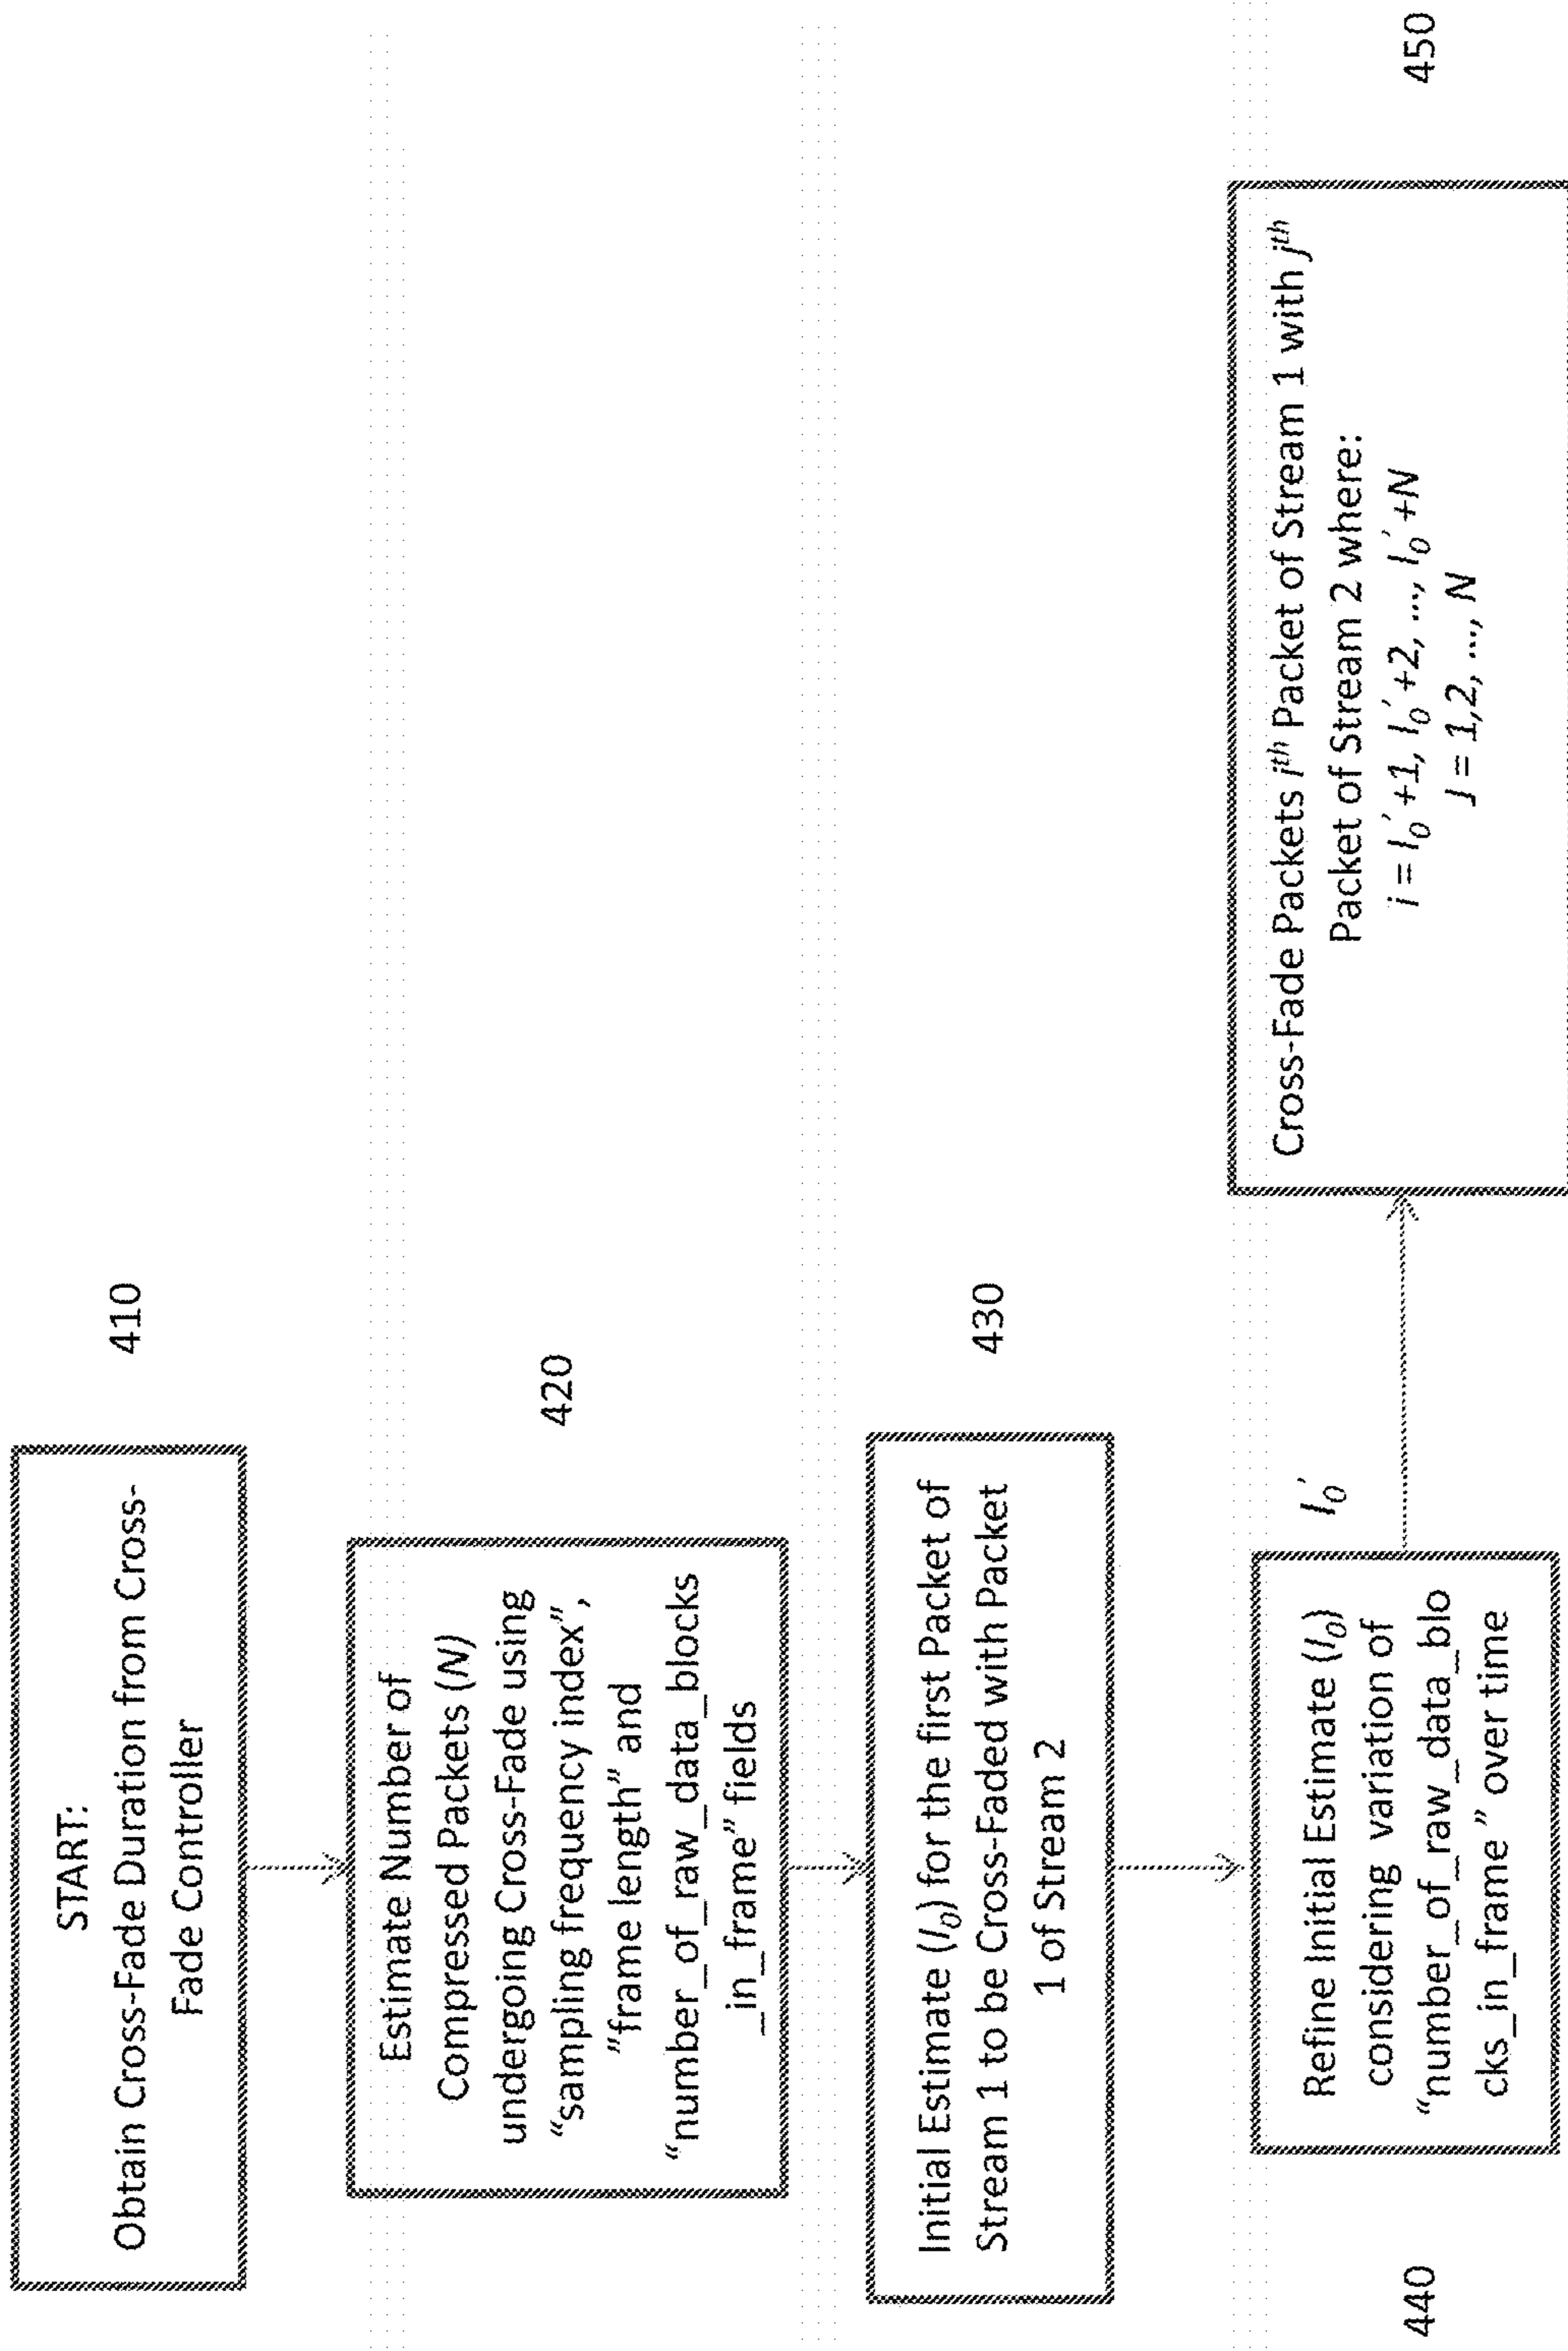 START:
Obtain Cross-Fade Duration from Cross-
Fade Controller
410
Estimate Number of
Compressed Packets (N)
undergoing Cross-Fade using
“sampling frequency index”,
”frame length” and
“number_of_raw_data_blocks
_in_frame” fields
420
Initial Estimate (I₀) for the first Packet of
Stream 1 to be Cross-Faded with Packet
1 of Stream 2
430
440
Refine Initial Estimate (I₀)
considering variation of
“number_of_raw_data_blo
cks_in_frame ” over time
I₀'
Cross-Fade Packets iᵗʰ Packet of Stream 1 with jᵗʰ
Packet of Stream 2 where:
i = I₀'+1, I₀'+2, ..., I₀'+N
J = 1,2, ..., N
450